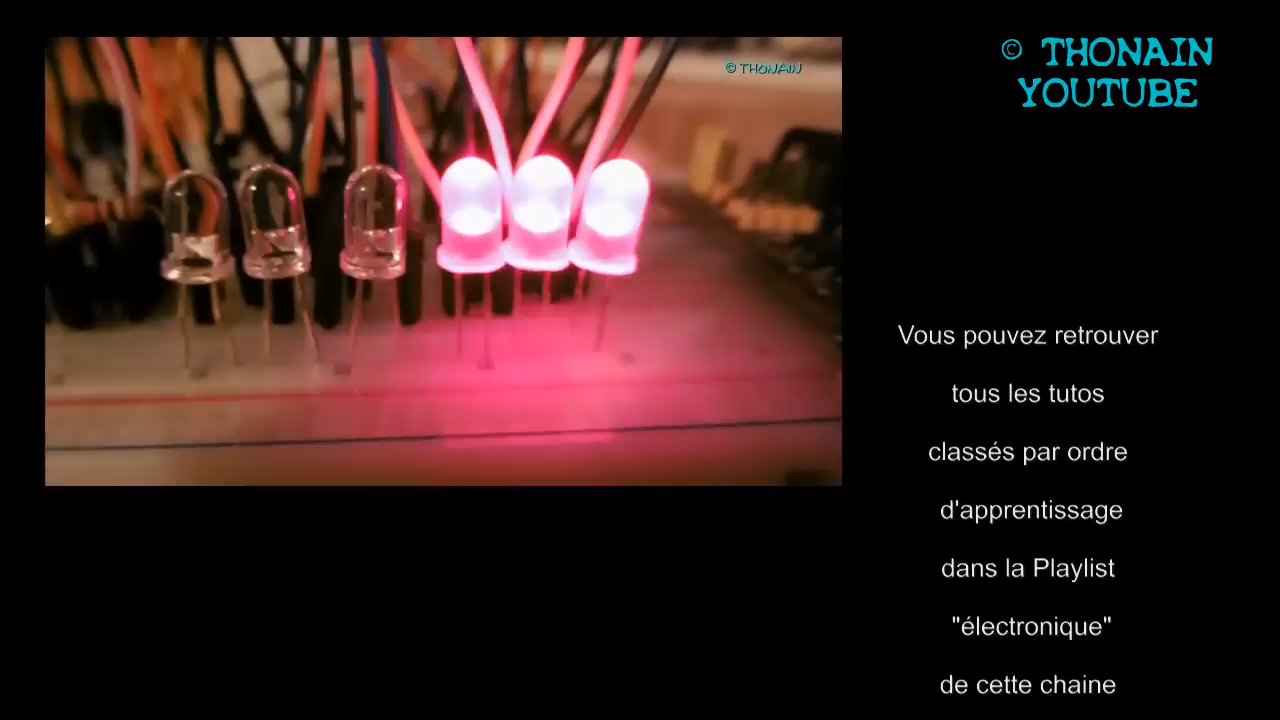 © THONAIN
YOUTUBE
© THONAIN
Vous pouvez retrouver
tous les tutos
classés par ordre
d'apprentissage
dans la Playlist
"électronique"
de cette chaine